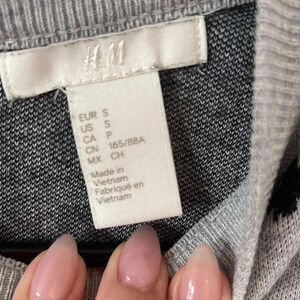 H&M
EUR S
US S
CA P
CN 165/88A
MX CH
Made in
Vietnam
Fabriqué en
Vietnam